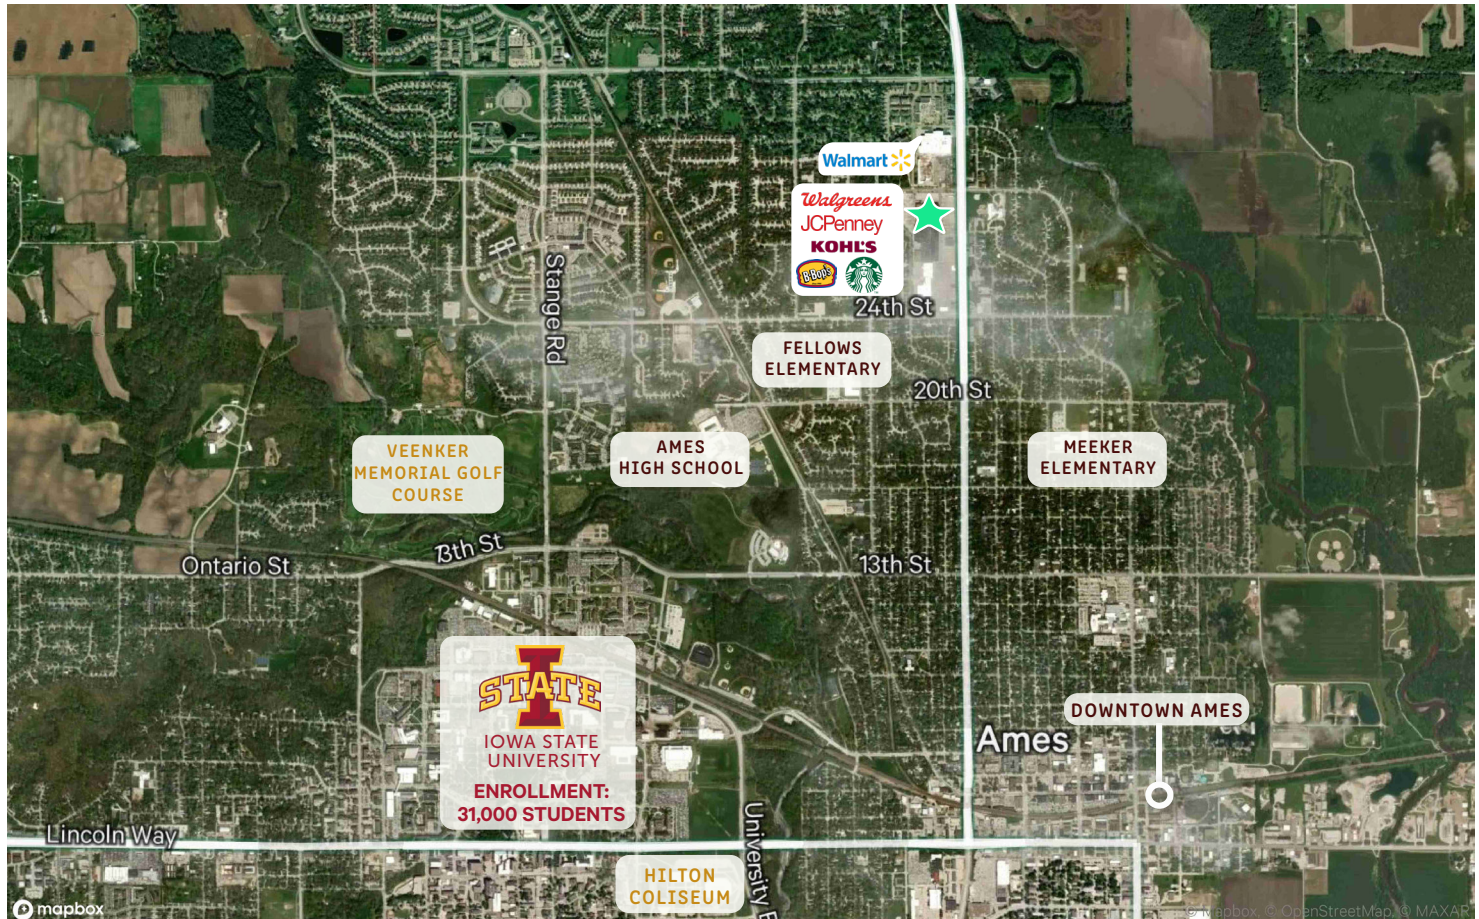 Walmart
Walgreens
JCPenney
KOHL'S
B-Bop's
24th St
Stange Rd
FELLOWS
ELEMENTARY
20th St
VEENKER
MEMORIAL GOLF
COURSE
AMES
HIGH SCHOOL
MEEKER
ELEMENTARY
13th St
Ontario St
13th St
STATE
IOWA STATE
UNIVERSITY
ENROLLMENT:
31,000 STUDENTS
DOWNTOWN AMES
Ames
Lincoln Way
University B
HILTON
COLISEUM
mapbox
© Mapbox, © OpenStreetMap, © MAXAR